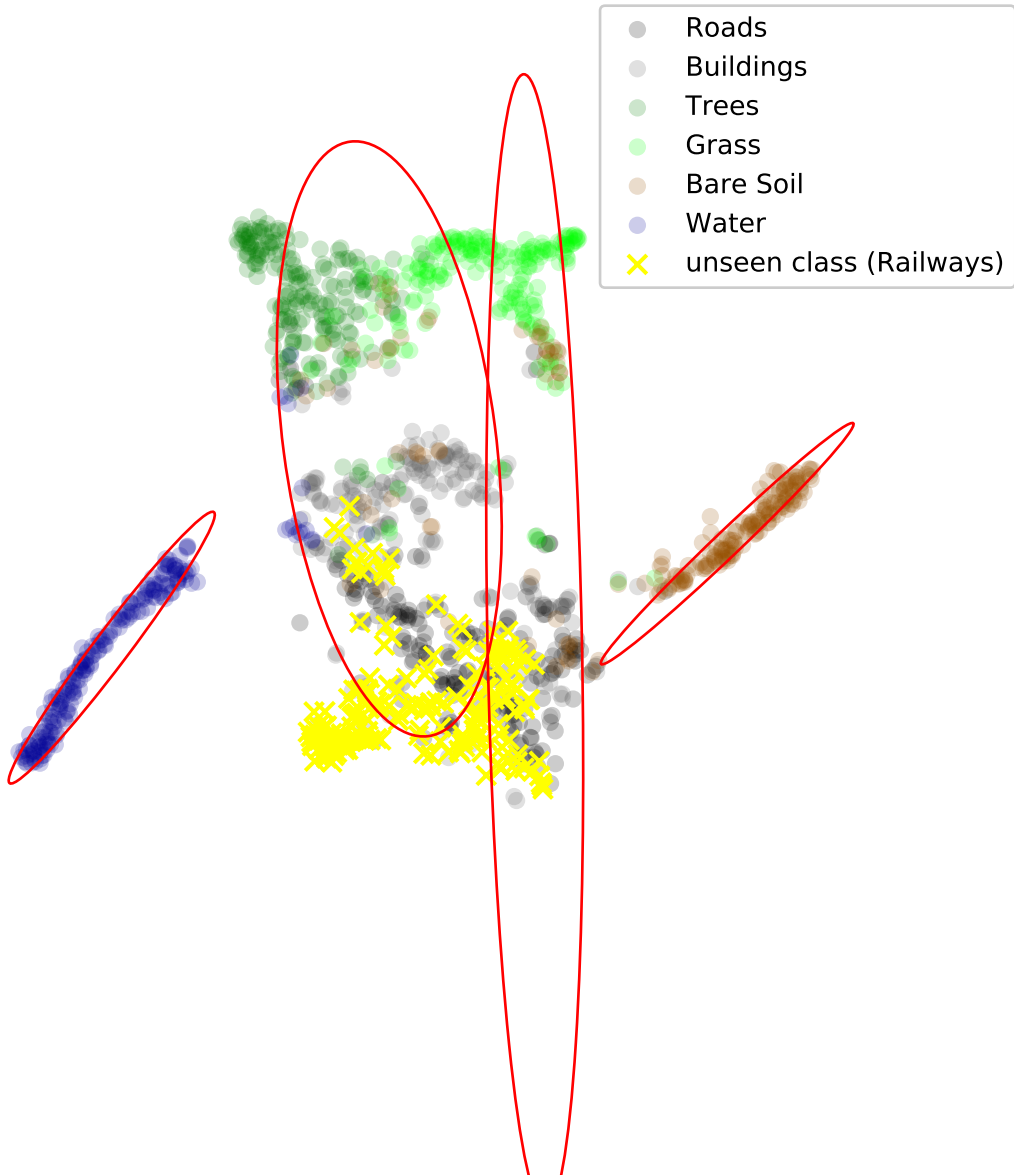 Roads
Buildings
Trees
Grass
Bare Soil
Water
unseen class (Railways)